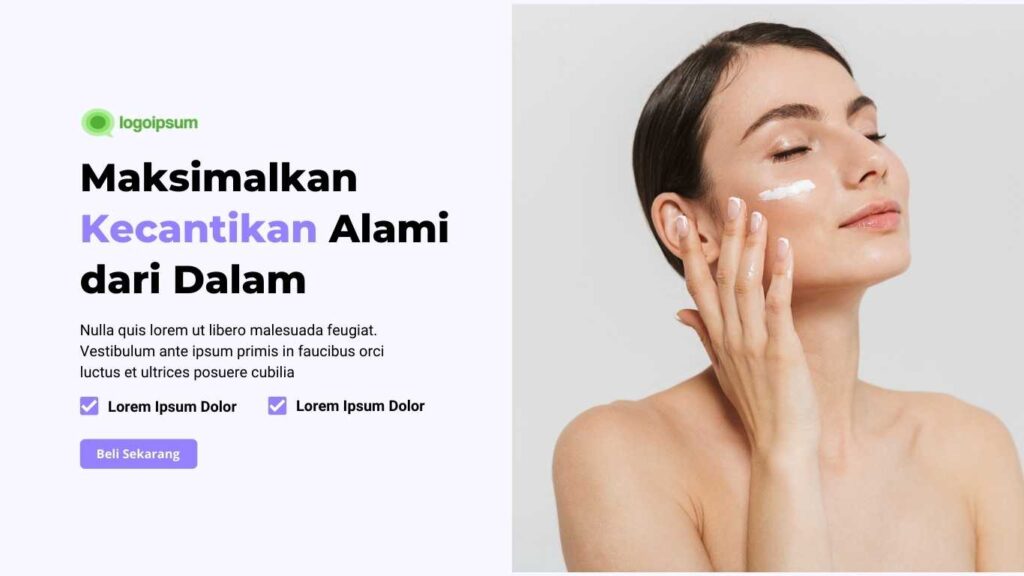 logoipsum
Maksimalkan
Kecantikan Alami
dari Dalam
Nulla quis lorem ut libero malesuada feugiat.
Vestibulum ante ipsum primis in faucibus orci
luctus et ultrices posuere cubilia
Lorem Ipsum Dolor
Lorem Ipsum Dolor
Beli Sekarang